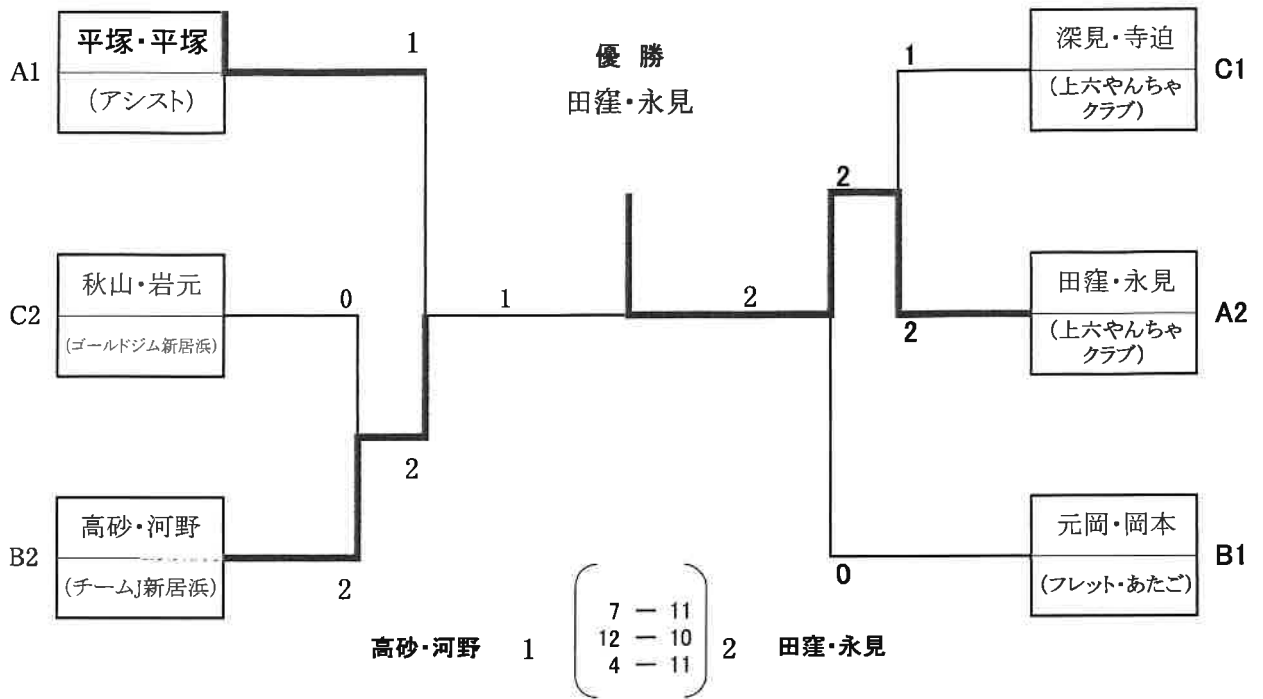 平塚・平塚
A1
(アシスト)
1
優 勝
田窪・永見
1
深見・寺迫
C1
(上六やんちゃ
クラブ)
秋山・岩元
C2
(ゴールドジム新居浜)
0
1
2
2
2
田窪・永見
A2
(上六やんちゃ
クラブ)
高砂・河野
B2
(チームJ新居浜)
2
2
元岡・岡本
B1
(フレット・あたご)
0
高砂・河野 1
7 ー 11
12 ー 10
4 ー 11
2 田窪・永見